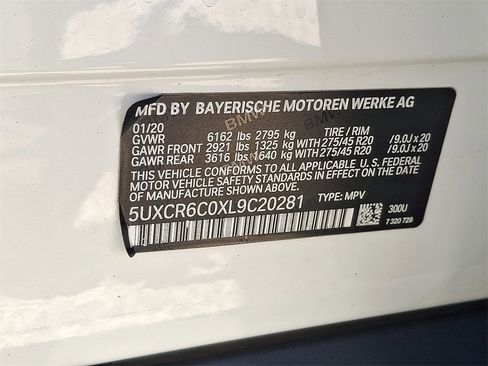 MFD BY BAYERISCHE MOTOREN WERKE AG
01/20
GVWR 6162 lbs 2795 kg TIRE / RIM
GAWR FRONT 2921 lbs 1325 kg WITH 275/45 R20 / 9.0J x 20
GAWR REAR 3616 lbs 1640 kg WITH 275/45 R20 / 9.0J x 20
THIS VEHICLE CONFORMS TO ALL APPLICABLE U. S. FEDERAL
MOTOR VEHICLE SAFETY STANDARDS IN EFFECT ON THE DATE
OF MANUFACTURE SHOWN ABOVE.
5UXCR6C0XL9C20281 TYPE: MPV
300U
7 320 729